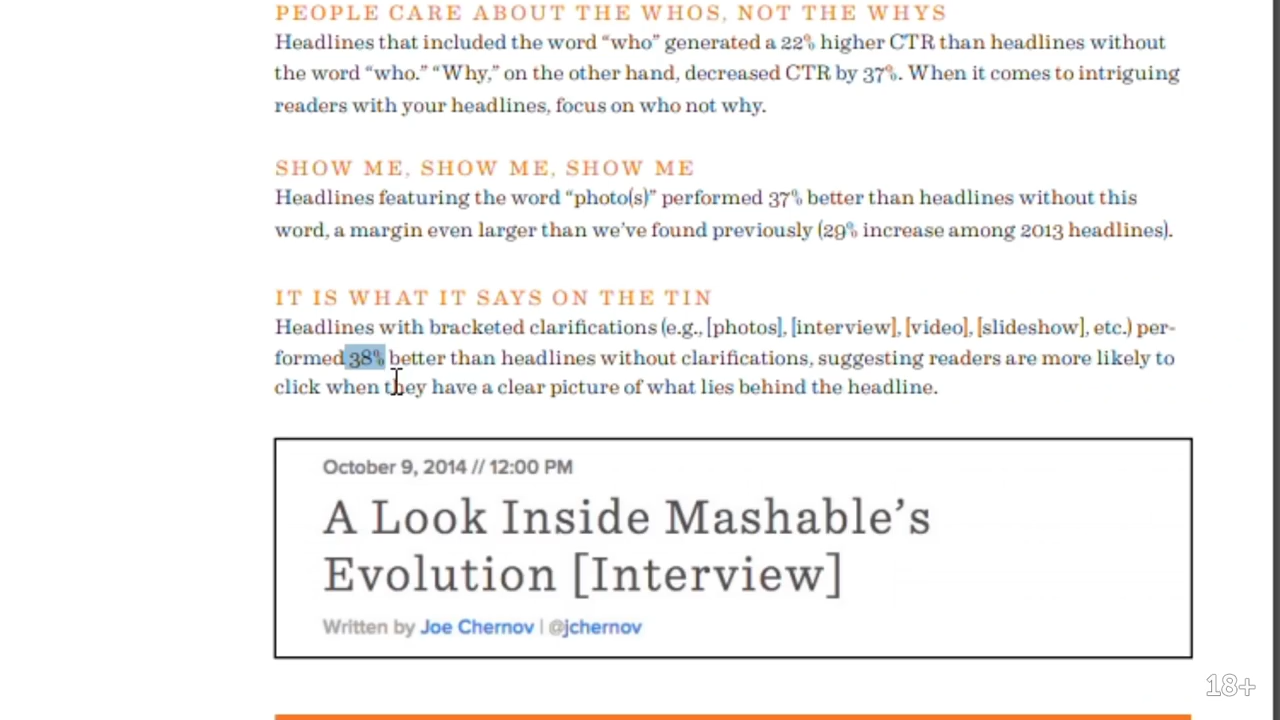 PEOPLE CARE ABOUT THE WHOS, NOT THE WHYS
Headlines that included the word “who” generated a 22% higher CTR than headlines without
the word “who.” “Why,” on the other hand, decreased CTR by 37%. When it comes to intriguing
readers with your headlines, focus on who not why.
SHOW ME, SHOW ME, SHOW ME
Headlines featuring the word “photo(s)” performed 37% better than headlines without this
word, a margin even larger than we’ve found previously (29% increase among 2013 headlines).
IT IS WHAT IT SAYS ON THE TIN
Headlines with bracketed clarifications (e.g., [photos], [interview], [video], [slideshow], etc.) per-
formed 38% better than headlines without clarifications, suggesting readers are more likely to
click when they have a clear picture of what lies behind the headline.
October 9, 2014 // 12:00 PM
A Look Inside Mashable’s
Evolution [Interview]
Written by Joe Chernov | @jchernov
18+